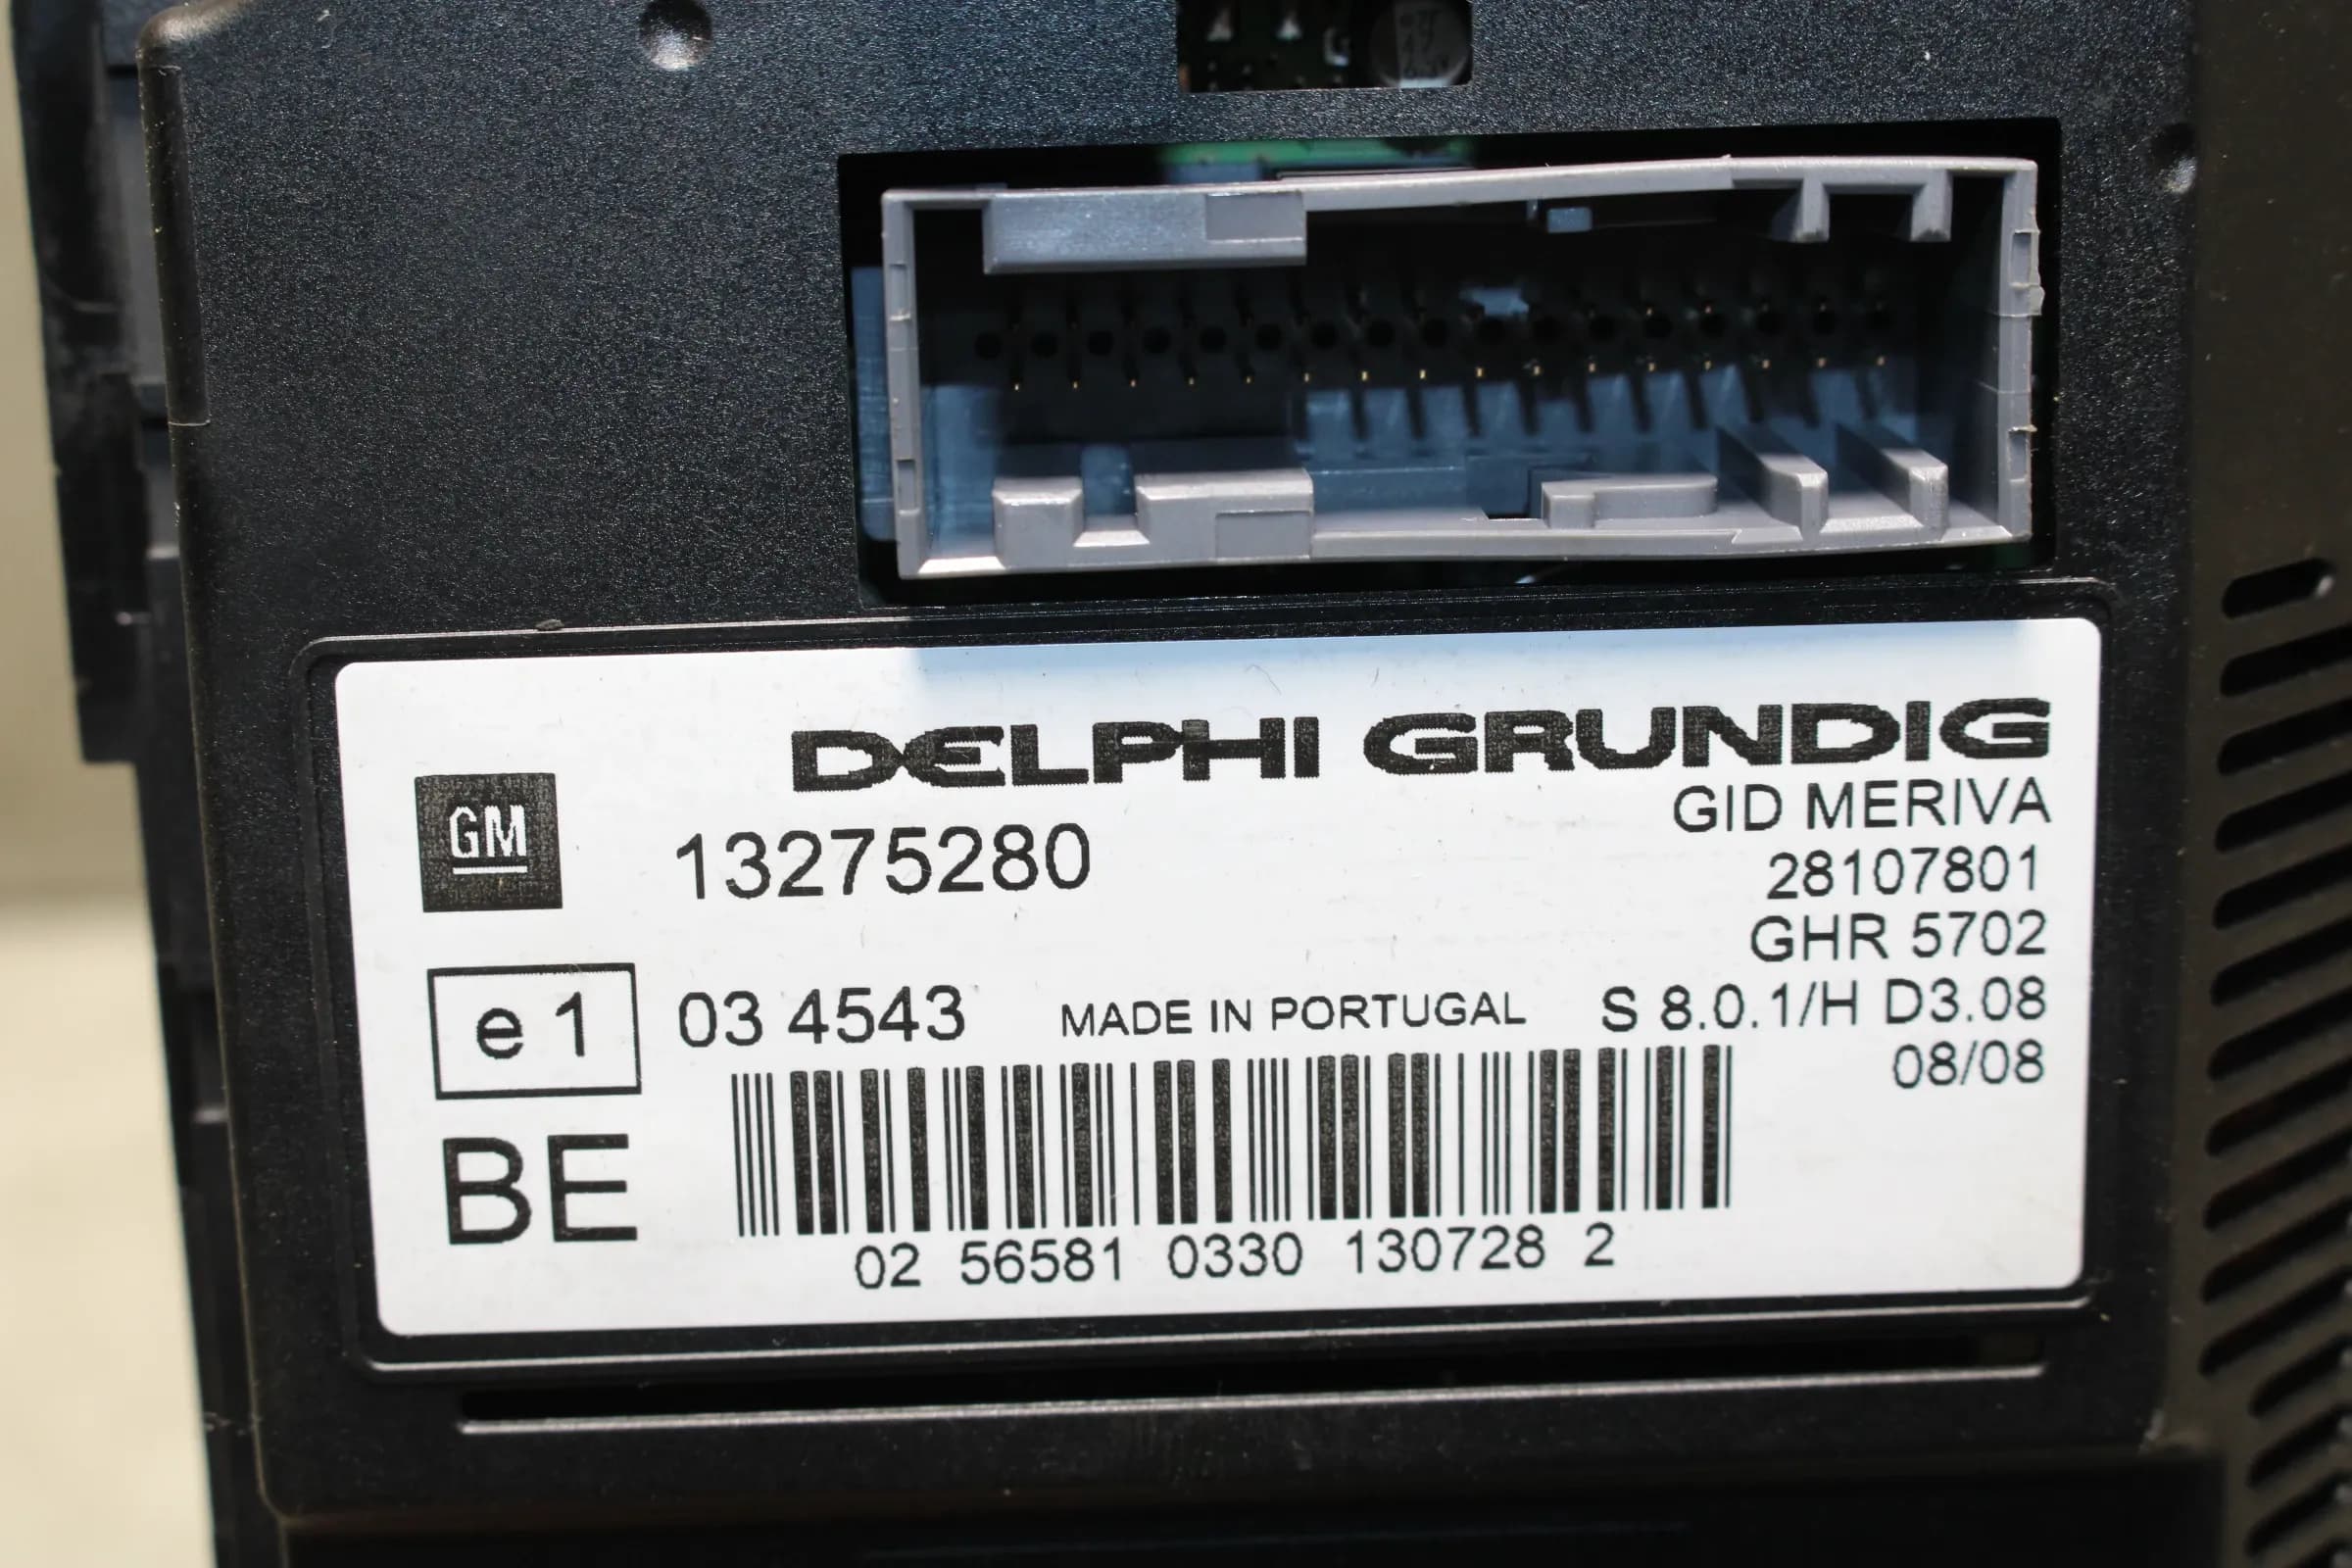 DELPHI GRUNDIG
GID MERIVA
GM
13275280
28107801
GHR 5702
e1 03 4543 MADE IN PORTUGAL S 8.0.1/H D3.08
08/08
BE
02 56581 0330 130728 2